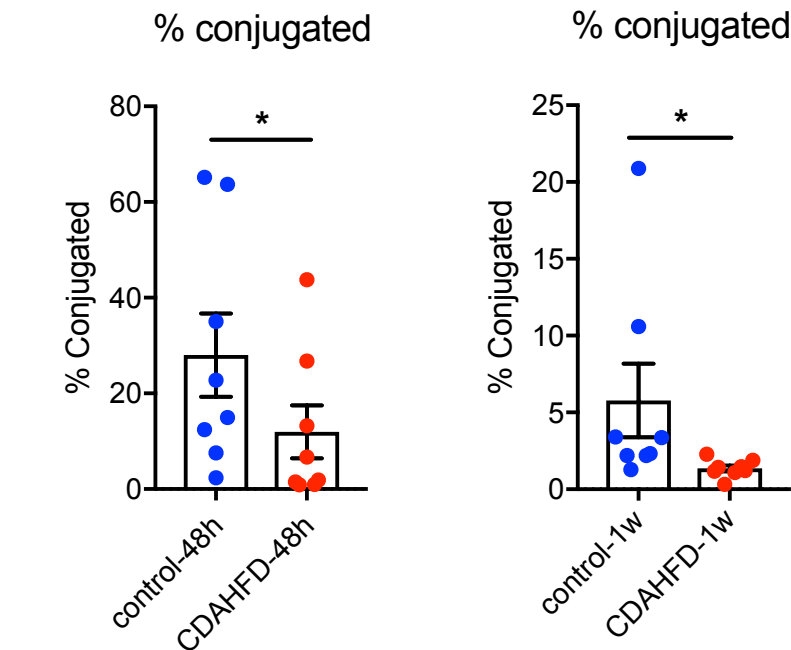 % conjugated
80
60
40
20
0
% Conjugated
*
control-48h
CDAHFD-48h
% conjugated
25
20
15
10
5
0
% Conjugated
*
control-1w
CDAHFD-1w